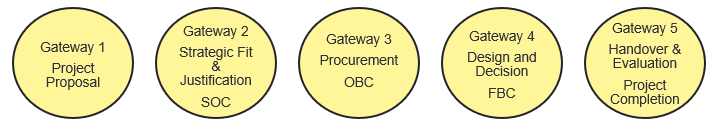 Gateway 1
Project
Proposal
Gateway 2
Strategic Fit
&
Justification
SOC
Gateway 3
Procurement
OBC
Gateway 4
Design and
Decision
FBC
Gateway 5
Handover &
Evaluation
Project
Completion